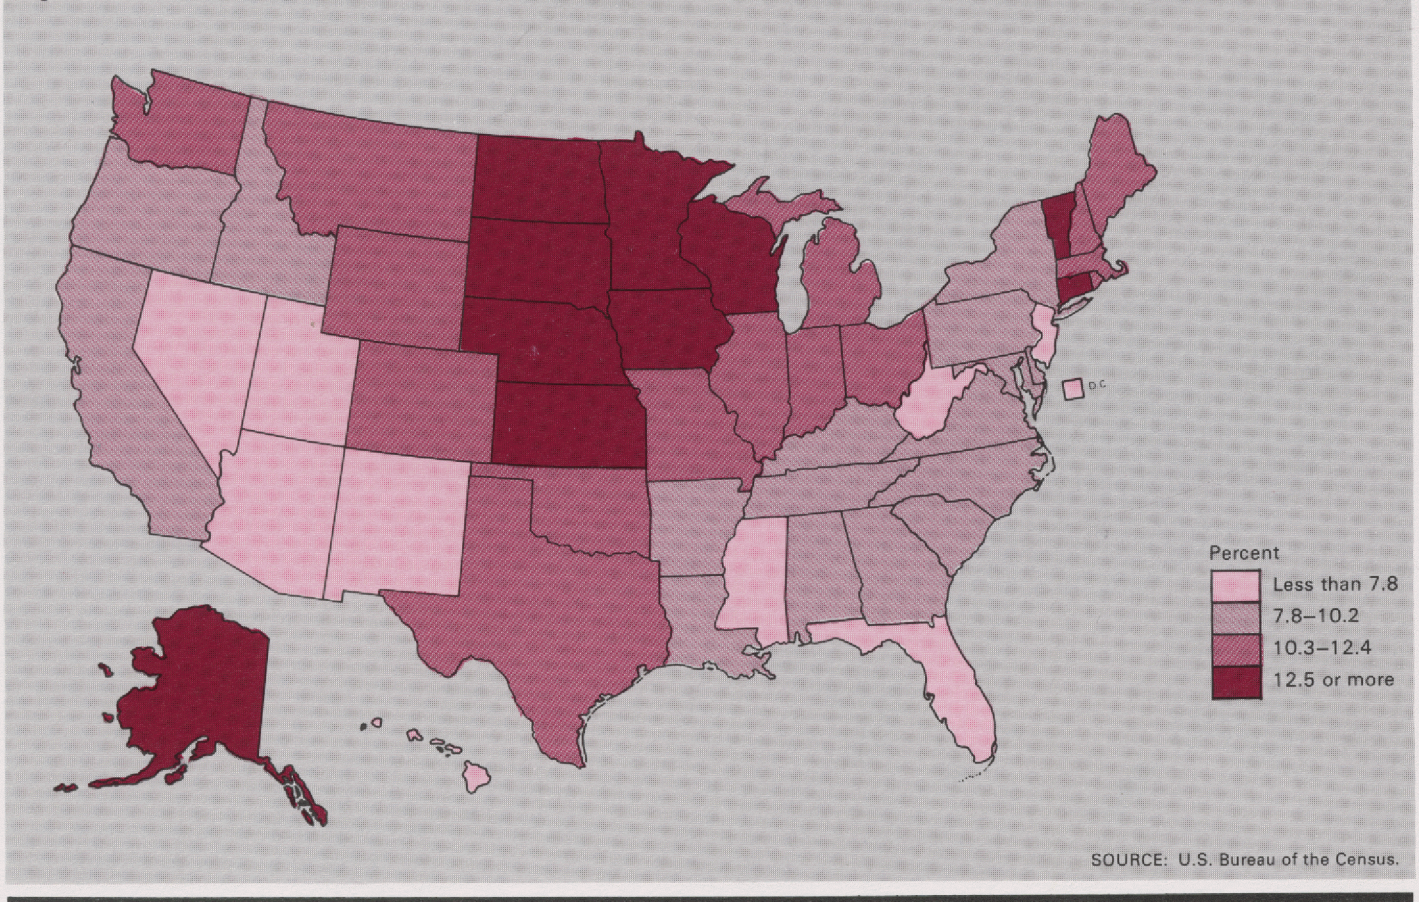 D.C.
Percent
Less than 7.8
7.8–10.2
10.3–12.4
12.5 or more
SOURCE: U.S. Bureau of the Census.